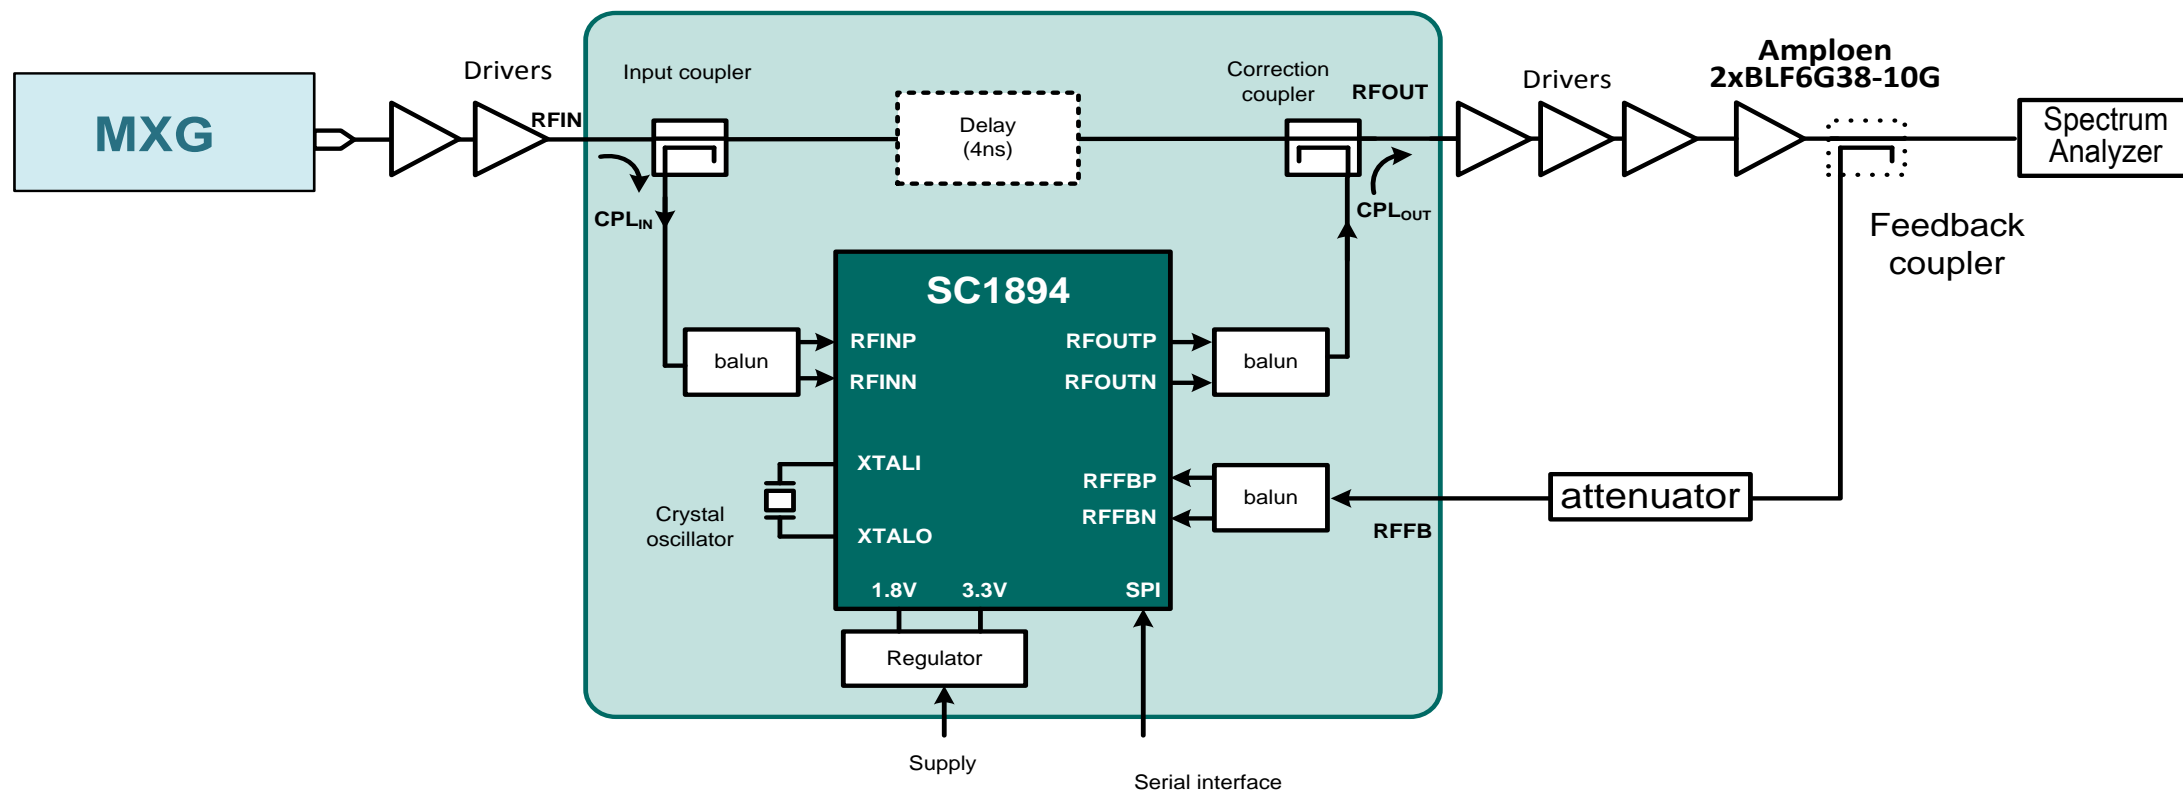 MXG
Drivers
RFIN
Input coupler
CPLIN
Delay
(4ns)
Correction
coupler
RFOUT
CPLOUT
Drivers
Amploen
2xBLF6G38-10G
Spectrum
Analyzer
Feedback
coupler
SC1894
balun
RFINP
RFINN
RFOUTP
RFOUTN
balun
XTALI
XTALO
Crystal
oscillator
RFFBP
RFFBN
balun
RFFB
attenuator
1.8V
3.3V
SPI
Regulator
Supply
Serial interface